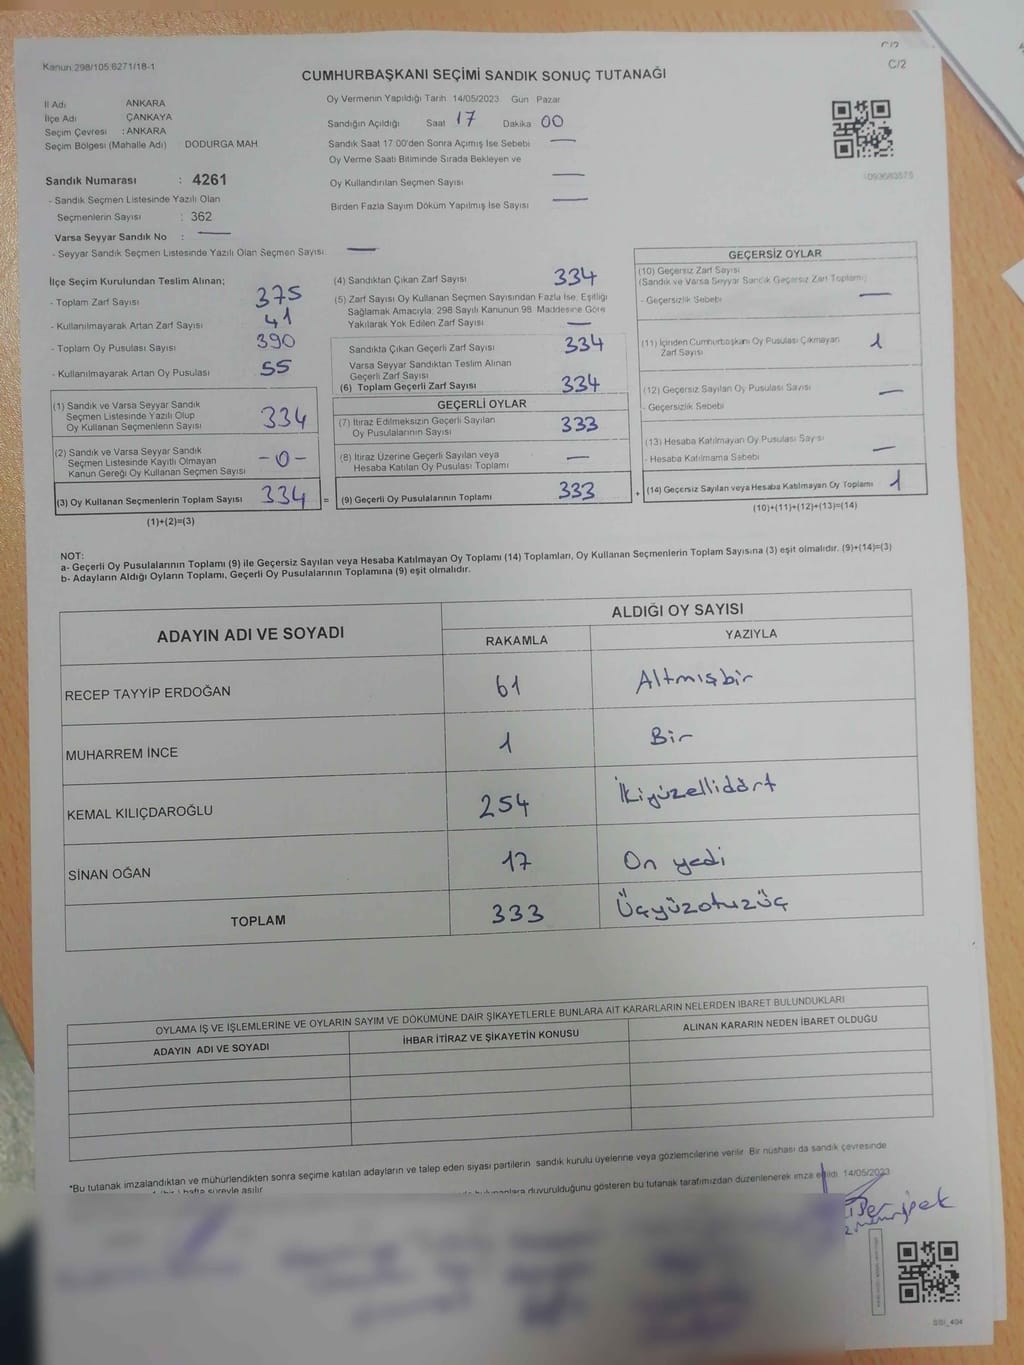 Kanun:298/105;6271/18-1
C/2
C/2
CUMHURBAŞKANI SEÇİMİ SANDIK SONUÇ TUTANAĞI
İl Adı ANKARA
İlçe Adı ÇANKAYA
Seçim Çevresi : ANKARA
Seçim Bölgesi (Mahalle Adı) DODURGA MAH.
Oy Vermenin Yapıldığı Tarih 14/05/2023 Gün Pazar
Sandığın Açıldığı Saat 17 Dakika 00
Sandık Saat 17:00'den Sonra Açılmış İse Sebebi —
Oy Verme Saati Bitiminde Sırada Bekleyen ve
Oy Kullandırılan Seçmen Sayısı —
Birden Fazla Sayım Döküm Yapılmış İse Sayısı —
Sandık Numarası : 4261
- Sandık Seçmen Listesinde Yazılı Olan
Seçmenlerin Sayısı : 362
Varsa Seyyar Sandık No : —
- Seyyar Sandık Seçmen Listesinde Yazılı Olan Seçmen Sayısı —
İlçe Seçim Kurulundan Teslim Alınan;
- Toplam Zarf Sayısı 375
- Kullanılmayarak Artan Zarf Sayısı 41
- Toplam Oy Pusulası Sayısı 390
- Kullanılmayarak Artan Oy Pusulası 55
(1) Sandık ve Varsa Seyyar Sandık
Seçmen Listesinde Yazılı Olup
Oy Kullanan Seçmenlerin Sayısı 334
(2) Sandık ve Varsa Seyyar Sandık
Seçmen Listesinde Kayıtlı Olmayan
Kanun Gereği Oy Kullanan Seçmen Sayısı -0-
(3) Oy Kullanan Seçmenlerin Toplam Sayısı 334 =
(1)+(2)=(3)
(4) Sandıktan Çıkan Zarf Sayısı 334
(5) Zarf Sayısı Oy Kullanan Seçmen Sayısından Fazla İse, Eşitliği
Sağlamak Amacıyla; 298 Sayılı Kanunun 98. Maddesine Göre
Yakılarak Yok Edilen Zarf Sayısı —
Sandıkta Çıkan Geçerli Zarf Sayısı 334
Varsa Seyyar Sandıktan Teslim Alınan
Geçerli Zarf Sayısı
(6) Toplam Geçerli Zarf Sayısı 334
GEÇERLİ OYLAR
(7) İtiraz Edilmeksizin Geçerli Sayılan
Oy Pusulalarının Sayısı 333
(8) İtiraz Üzerine Geçerli Sayılan veya
Hesaba Katılan Oy Pusulası Toplamı —
(9) Geçerli Oy Pusulalarının Toplamı 333 +
GEÇERSİZ OYLAR
(10) Geçersiz Zarf Sayısı
(Sandık ve Varsa Seyyar Sandık Geçersiz Zarf Toplamı)
- Geçersizlik Sebebi —
(11) İçinden Cumhurbaşkanı Oy Pusulası Çıkmayan
Zarf Sayısı 1
(12) Geçersiz Sayılan Oy Pusulası Sayısı —
- Geçersizlik Sebebi
(13) Hesaba Katılmayan Oy Pusulası Sayısı —
- Hesaba Katılmama Sebebi
(14) Geçersiz Sayılan veya Hesaba Katılmayan Oy Toplamı 1
(10)+(11)+(12)+(13)=(14)
NOT:
a- Geçerli Oy Pusulalarının Toplamı (9) ile Geçersiz Sayılan veya Hesaba Katılmayan Oy Toplamı (14) Toplamları, Oy Kullanan Seçmenlerin Toplam Sayısına (3) eşit olmalıdır. (9)+(14)=(3)
b- Adayların Aldığı Oyların Toplamı, Geçerli Oy Pusulalarının Toplamına (9) eşit olmalıdır.
ADAYIN ADI VE SOYADI
ALDIĞI OY SAYISI
RAKAMLA YAZIYLA
RECEP TAYYİP ERDOĞAN 61 Altmışbir
MUHARREM İNCE 1 Bir
KEMAL KILIÇDAROĞLU 254 İkiyüzellidört
SİNAN OĞAN 17 On yedi
TOPLAM 333 Üçyüzotuzüç
OYLAMA İŞ VE İŞLEMLERİNE VE OYLARIN SAYIM VE DÖKÜMÜNE DAİR ŞİKAYETLERLE BUNLARA AİT KARARLARIN NELERDEN İBARET BULUNDUKLARI
ADAYIN ADI VE SOYADI İHBAR İTİRAZ VE ŞİKAYETİN KONUSU ALINAN KARARIN NEDEN İBARET OLDUĞU
*Bu tutanak imzalandıktan ve mühürlendikten sonra seçime katılan adayların ve talep eden siyasi partilerin sandık kurulu üyelerine veya gözlemcilerine verilir. Bir nüshası da sandık çevresinde
hafta süreyle asılır. duyurulduğunu gösteren bu tutanak tarafımızdan düzenlenerek imza edildi. 14/05/2023
SSI_404